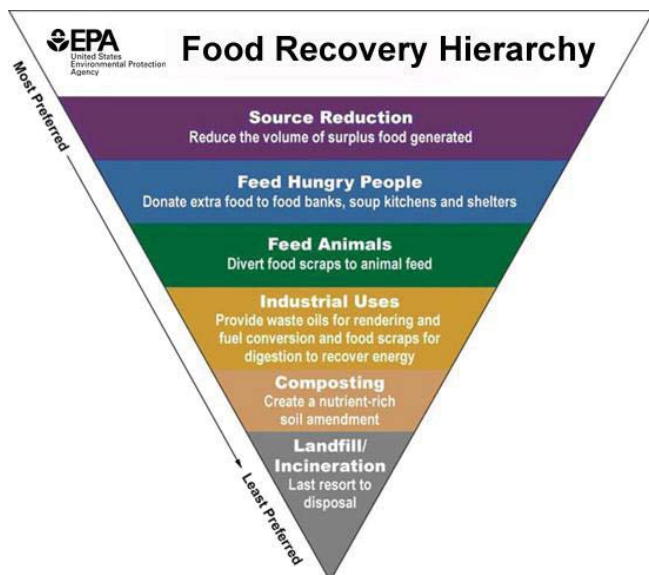 EPA
United States
Environmental Protection
Agency
Food Recovery Hierarchy
Most Preferred
Source Reduction
Reduce the volume of surplus food generated
Feed Hungry People
Donate extra food to food banks, soup kitchens and shelters
Feed Animals
Divert food scraps to animal feed
Industrial Uses
Provide waste oils for rendering and
fuel conversion and food scraps for
digestion to recover energy
Composting
Create a nutrient-rich
soil amendment
Landfill/
Incineration
Last resort to
disposal
Least Preferred